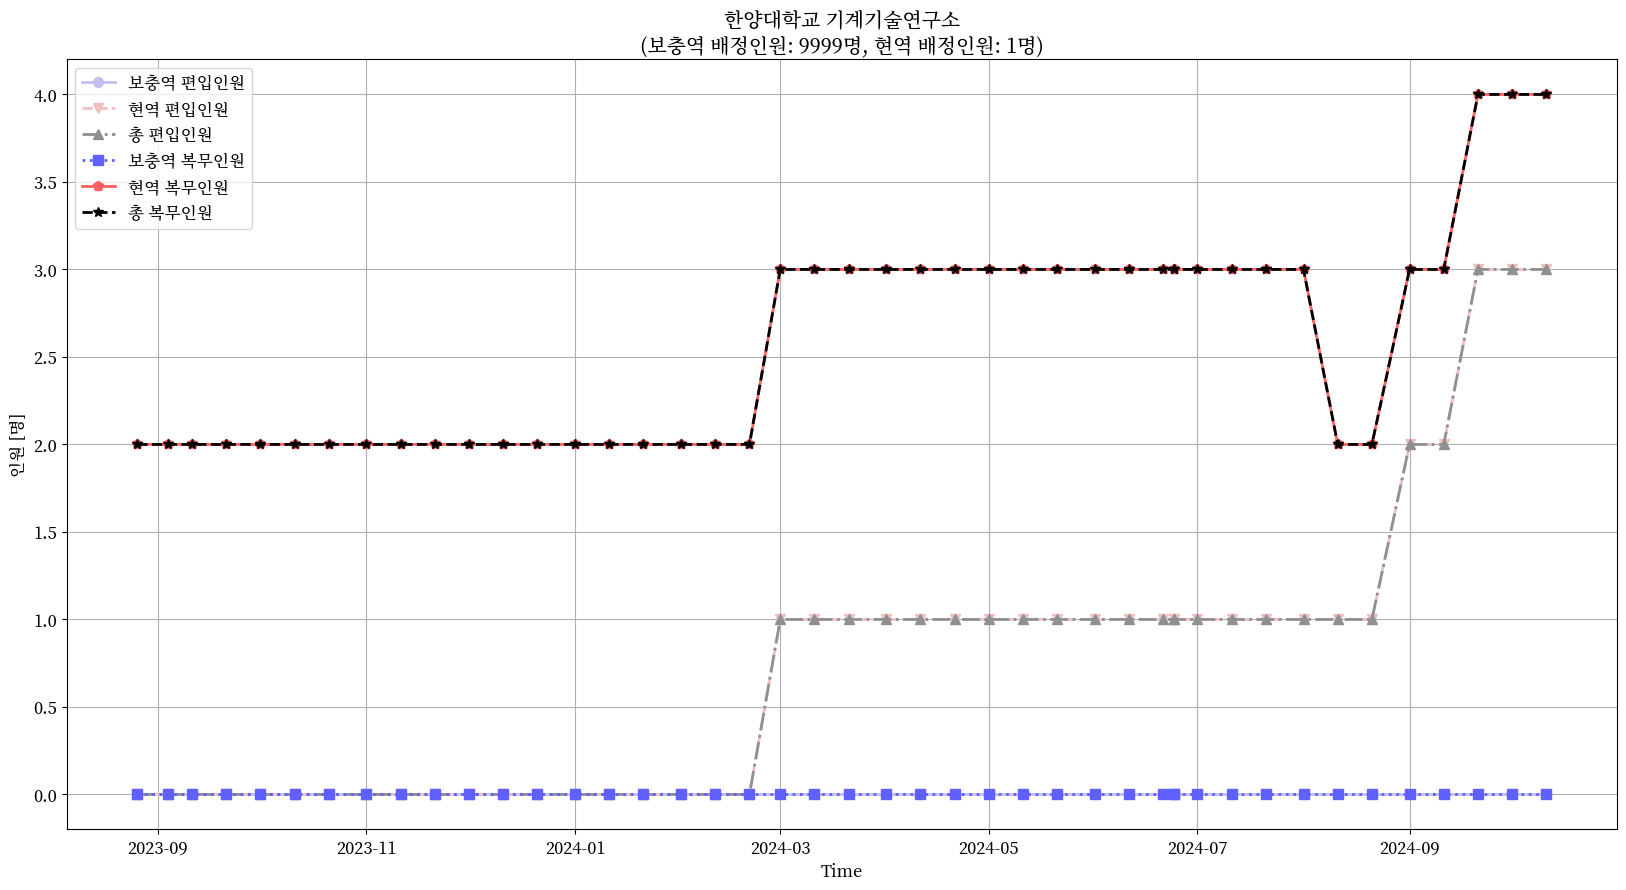 한양대학교 기계기술연구소
(보충역 배정인원: 9999명, 현역 배정인원: 1명)
보충역 편입인원
현역 편입인원
총 편입인원
보충역 복무인원
현역 복무인원
총 복무인원
인원 [명]
4.0
3.5
3.0
2.5
2.0
1.5
1.0
0.5
0.0
2023-09 2023-11 2024-01 2024-03 2024-05 2024-07 2024-09
Time